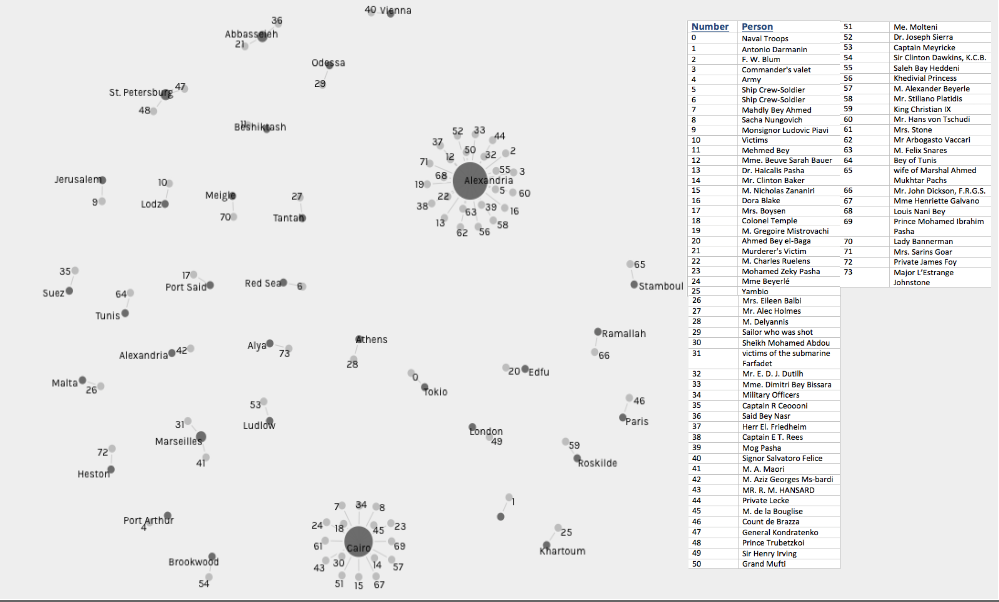 40 Vienna
36
Abbasseieh
21
Odessa
29
47
St. Petersburg
48
11
Beshiktash
52 33 44
37 50 32 2
12
71 55 3
68 Alexandria
19 5 60
22
38 39 16
63
13 58
62 56
Jerusalem
9
10
Lodz
Meigle
70
27
Tantah
35
Suez
17
Port Said
Red Sea
6
64
Tunis
65
Stamboul
Alexandria 42
Alya
73
Athens
28
Ramallah
66
Malta
26
0
Tokio
20 Edfu
46
Paris
53
Ludlow
31
Marseilles
41
London
49
59
Roskilde
72
Heston
Port Arthur
4
Brookwood
54
7 34 8
24 18 45 23
61 Cairo 69
43 30 14 57
51 15 67
1
25
Khartoum
Number Person
0 Naval Troops
1 Antonio Darmanin
2 F. W. Blum
3 Commander's valet
4 Army
5 Ship Crew-Soldier
6 Ship Crew-Soldier
7 Mahdly Bey Ahmed
8 Sacha Nungovich
9 Monsignor Ludovic Piavi
10 Victims
11 Mehmed Bey
12 Mme. Beuve Sarah Bauer
13 Dr. Halcalis Pasha
14 Mr. Clinton Baker
15 M. Nicholas Zananiri
16 Dora Blake
17 Mrs. Boysen
18 Colonel Temple
19 M. Gregoire Mistrovachi
20 Ahmed Bey el-Baga
21 Murderer's Victim
22 M. Charles Ruelens
23 Mohamed Zeky Pasha
24 Mme Beyerlé
25 Yambio
26 Mrs. Eileen Balbi
27 Mr. Alec Holmes
28 M. Delyannis
29 Sailor who was shot
30 Sheikh Mohamed Abdou
31 victims of the submarine
Farfadet
32 Mr. E. D. J. Dutilh
33 Mme. Dimitri Bey Bissara
34 Military Officers
35 Captain R Ceoooni
36 Said Bey Nasr
37 Herr El. Friedheim
38 Captain E T. Rees
39 Mog Pasha
40 Signor Salvatoro Felice
41 M. A. Maori
42 M. Aziz Georges Ms-bardi
43 MR. R. M. HANSARD
44 Private Lecke
45 M. de la Bouglise
46 Count de Brazza
47 General Kondratenko
48 Prince Trubetzkoi
49 Sir Henry Irving
50 Grand Mufti
51 Me. Molteni
52 Dr. Joseph Sierra
53 Captain Meyricke
54 Sir Clinton Dawkins, K.C.B.
55 Saleh Bay Heddeni
56 Khedivial Princess
57 M. Alexander Beyerle
58 Mr. Stiliano Platidis
59 King Christian IX
60 Mr. Hans von Tschudi
61 Mrs. Stone
62 Mr Arbogasto Vaccarl
63 M. Felix Snares
64 Bey of Tunis
65 wife of Marshal Ahmed
Mukhtar Pachs
66 Mr. John Dickson, F.R.G.S.
67 Mme Henriette Galvano
68 Louis Nani Bey
69 Prince Mohamed Ibrahim
Pasha
70 Lady Bannerman
71 Mrs. Sarins Goar
72 Private James Foy
73 Major L'Estrange
Johnstone